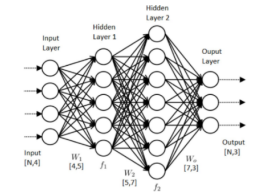 Hidden
Layer 2
Hidden
Layer 1
Input
Layer
Ouput
Layer
Input
[N,4]
W₁
[4,5]
f₁
W₂
[5,7]
f₂
Wₒ
[7,3]
Output
[N,3]